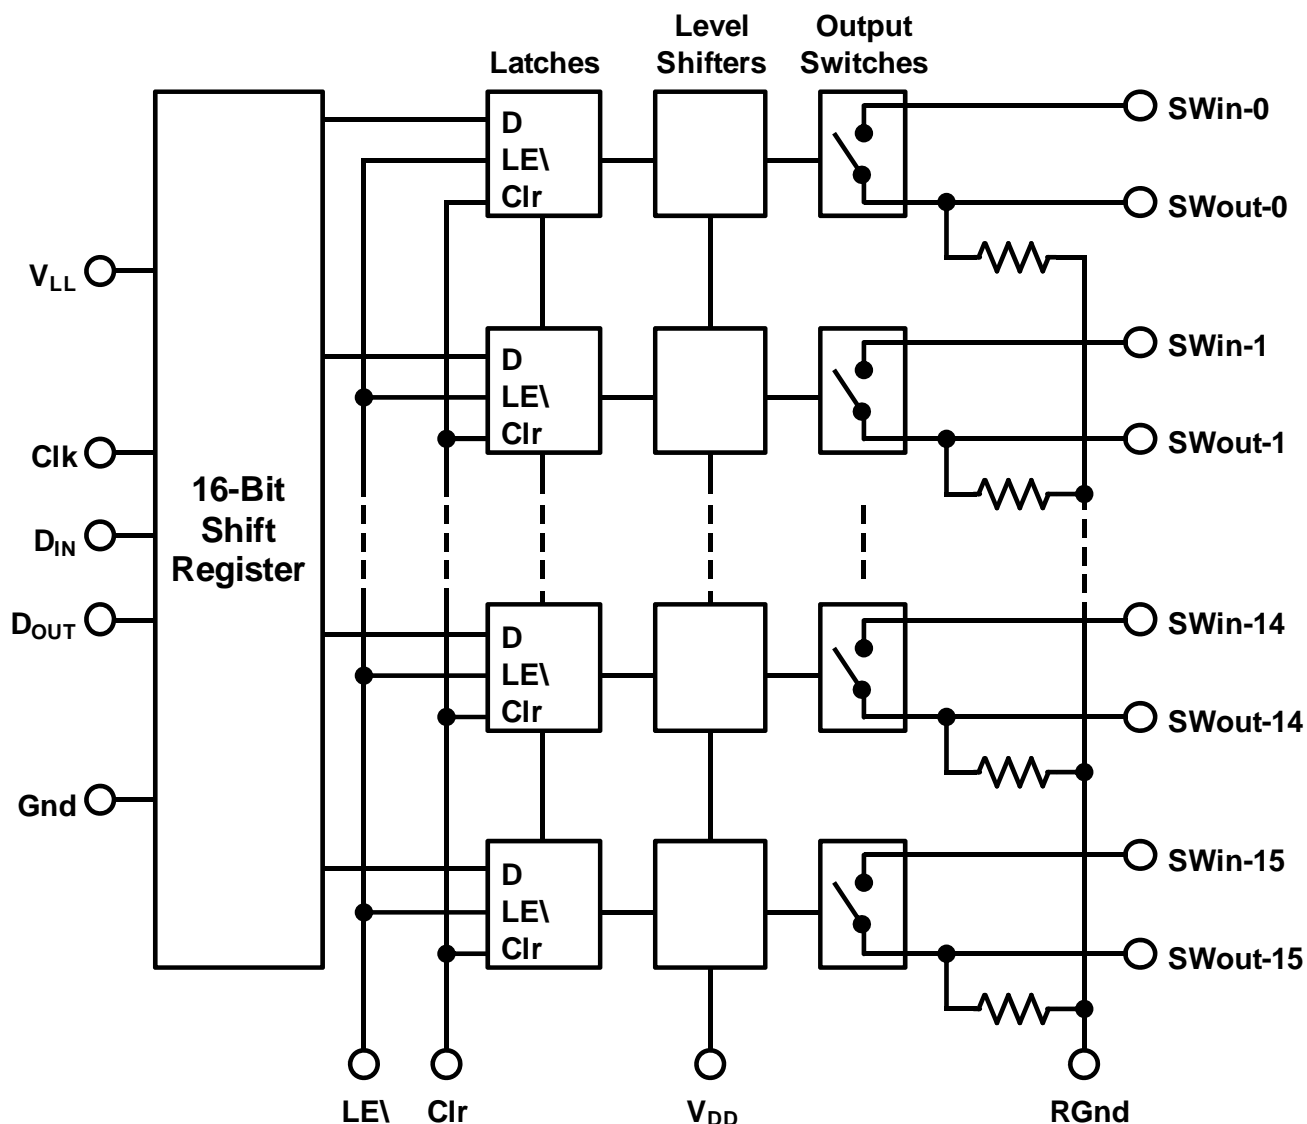 Latches
Level
Shifters
Output
Switches
D
LE\
Clr
SWin-0
SWout-0
VLL
D
LE\
Clr
SWin-1
SWout-1
Clk
DIN
DOUT
16-Bit
Shift
Register
D
LE\
Clr
SWin-14
SWout-14
Gnd
D
LE\
Clr
SWin-15
SWout-15
LE\
Clr
VDD
RGnd